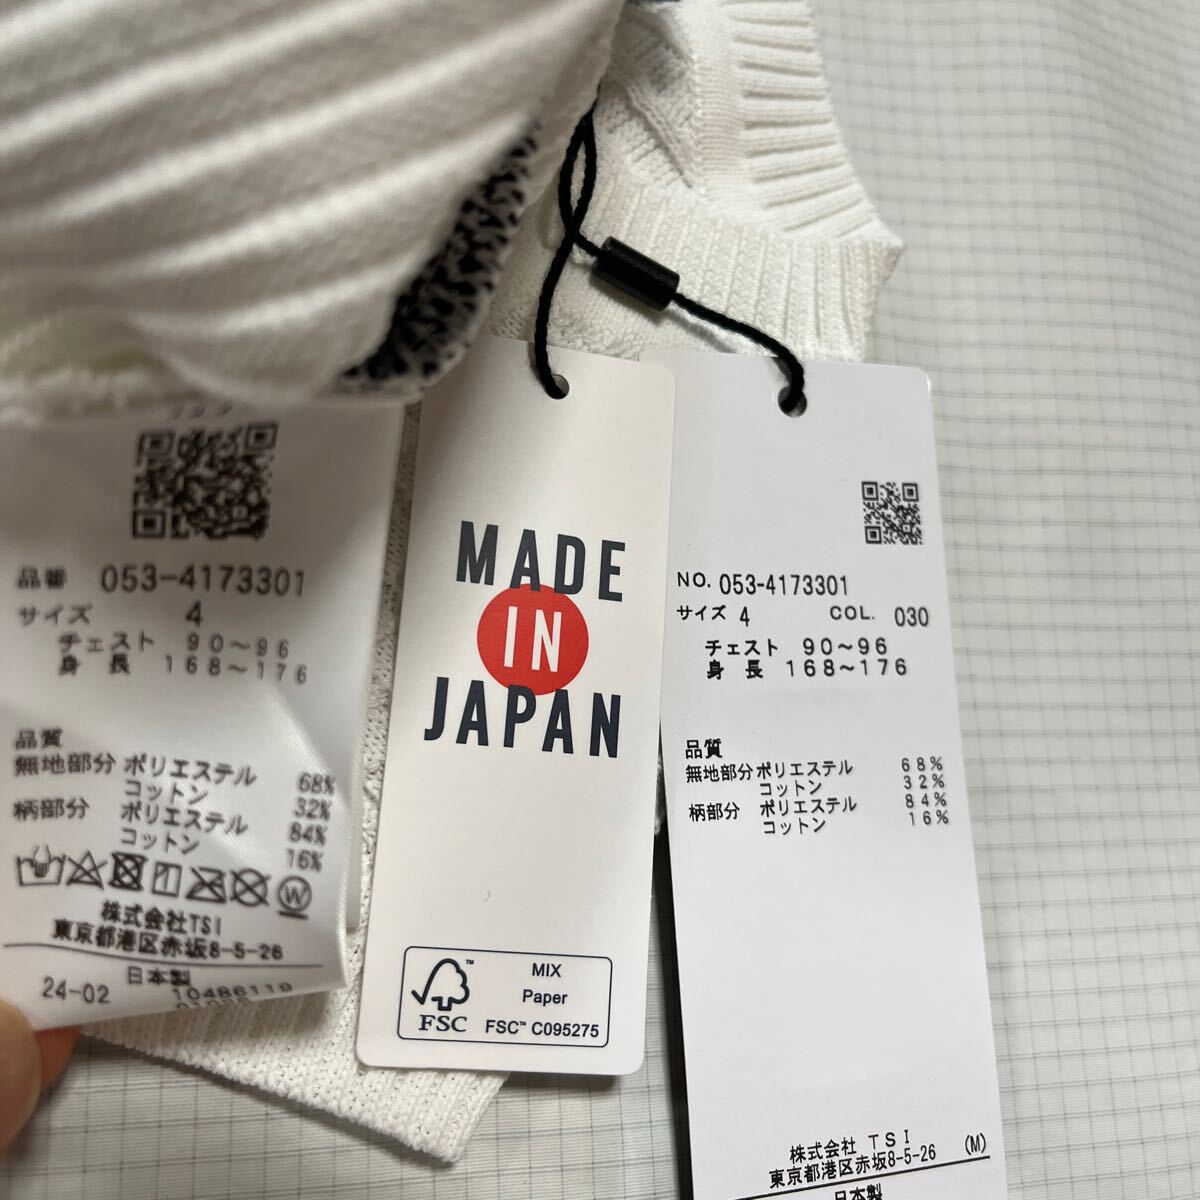 品番 053-4173301
サイズ 4
チェスト 90～96
身長 168～176
品質
無地部分 ポリエステル 68%
コットン 32%
柄部分 ポリエステル 84%
コットン 16%
W
株式会社TSI
東京都港区赤坂8-5-26
日本製
24-02 10486119
MADE
IN
JAPAN
FSC™
MIX
Paper
FSC™ C095275
NO. 053-4173301
サイズ 4 COL. 030
チェスト 90～96
身長 168～176
品質
無地部分 ポリエステル 68%
コットン 32%
柄部分 ポリエステル 84%
コットン 16%
株式会社 TSI
東京都港区赤坂8-5-26 (M)
日本製